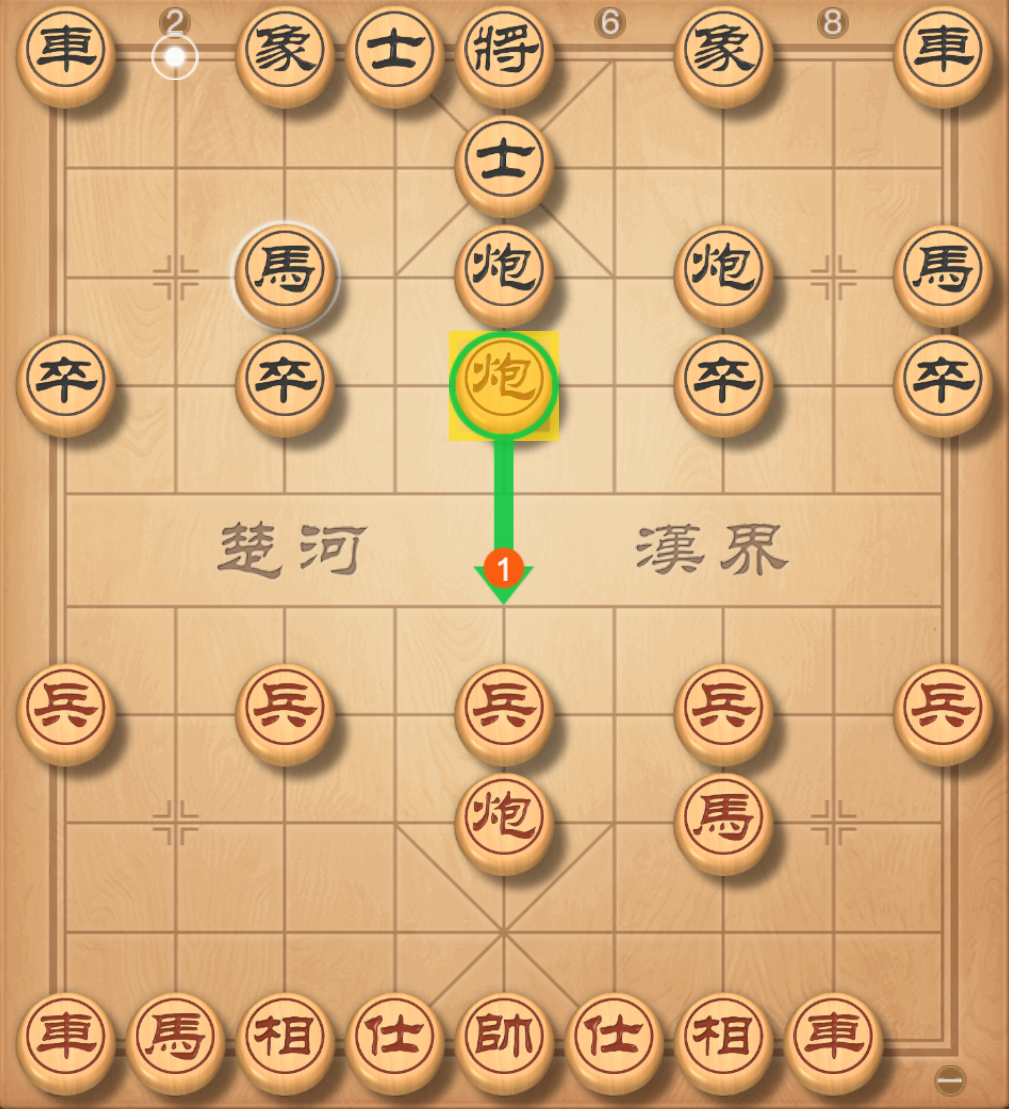 2 6 8
車 象 士 將 象 車
士
馬 炮 炮 馬
卒 卒 炮 卒 卒
楚河 漢界
1
兵 兵 兵 兵 兵
炮 馬
車 馬 相 仕 帥 仕 相 車
一